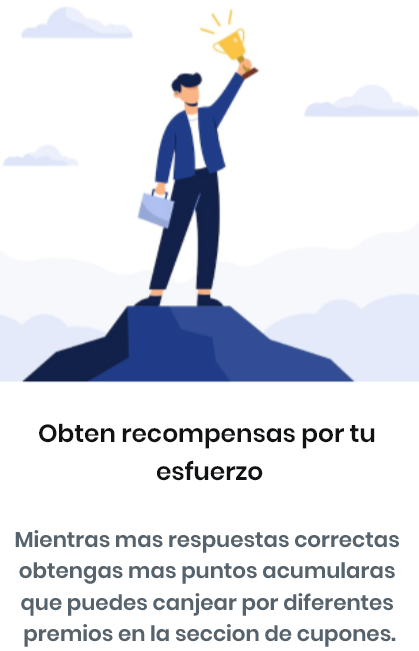 Obten recompensas por tu
esfuerzo
Mientras mas respuestas correctas
obtengas mas puntos acumularas
que puedes canjear por diferentes
premios en la seccion de cupones.